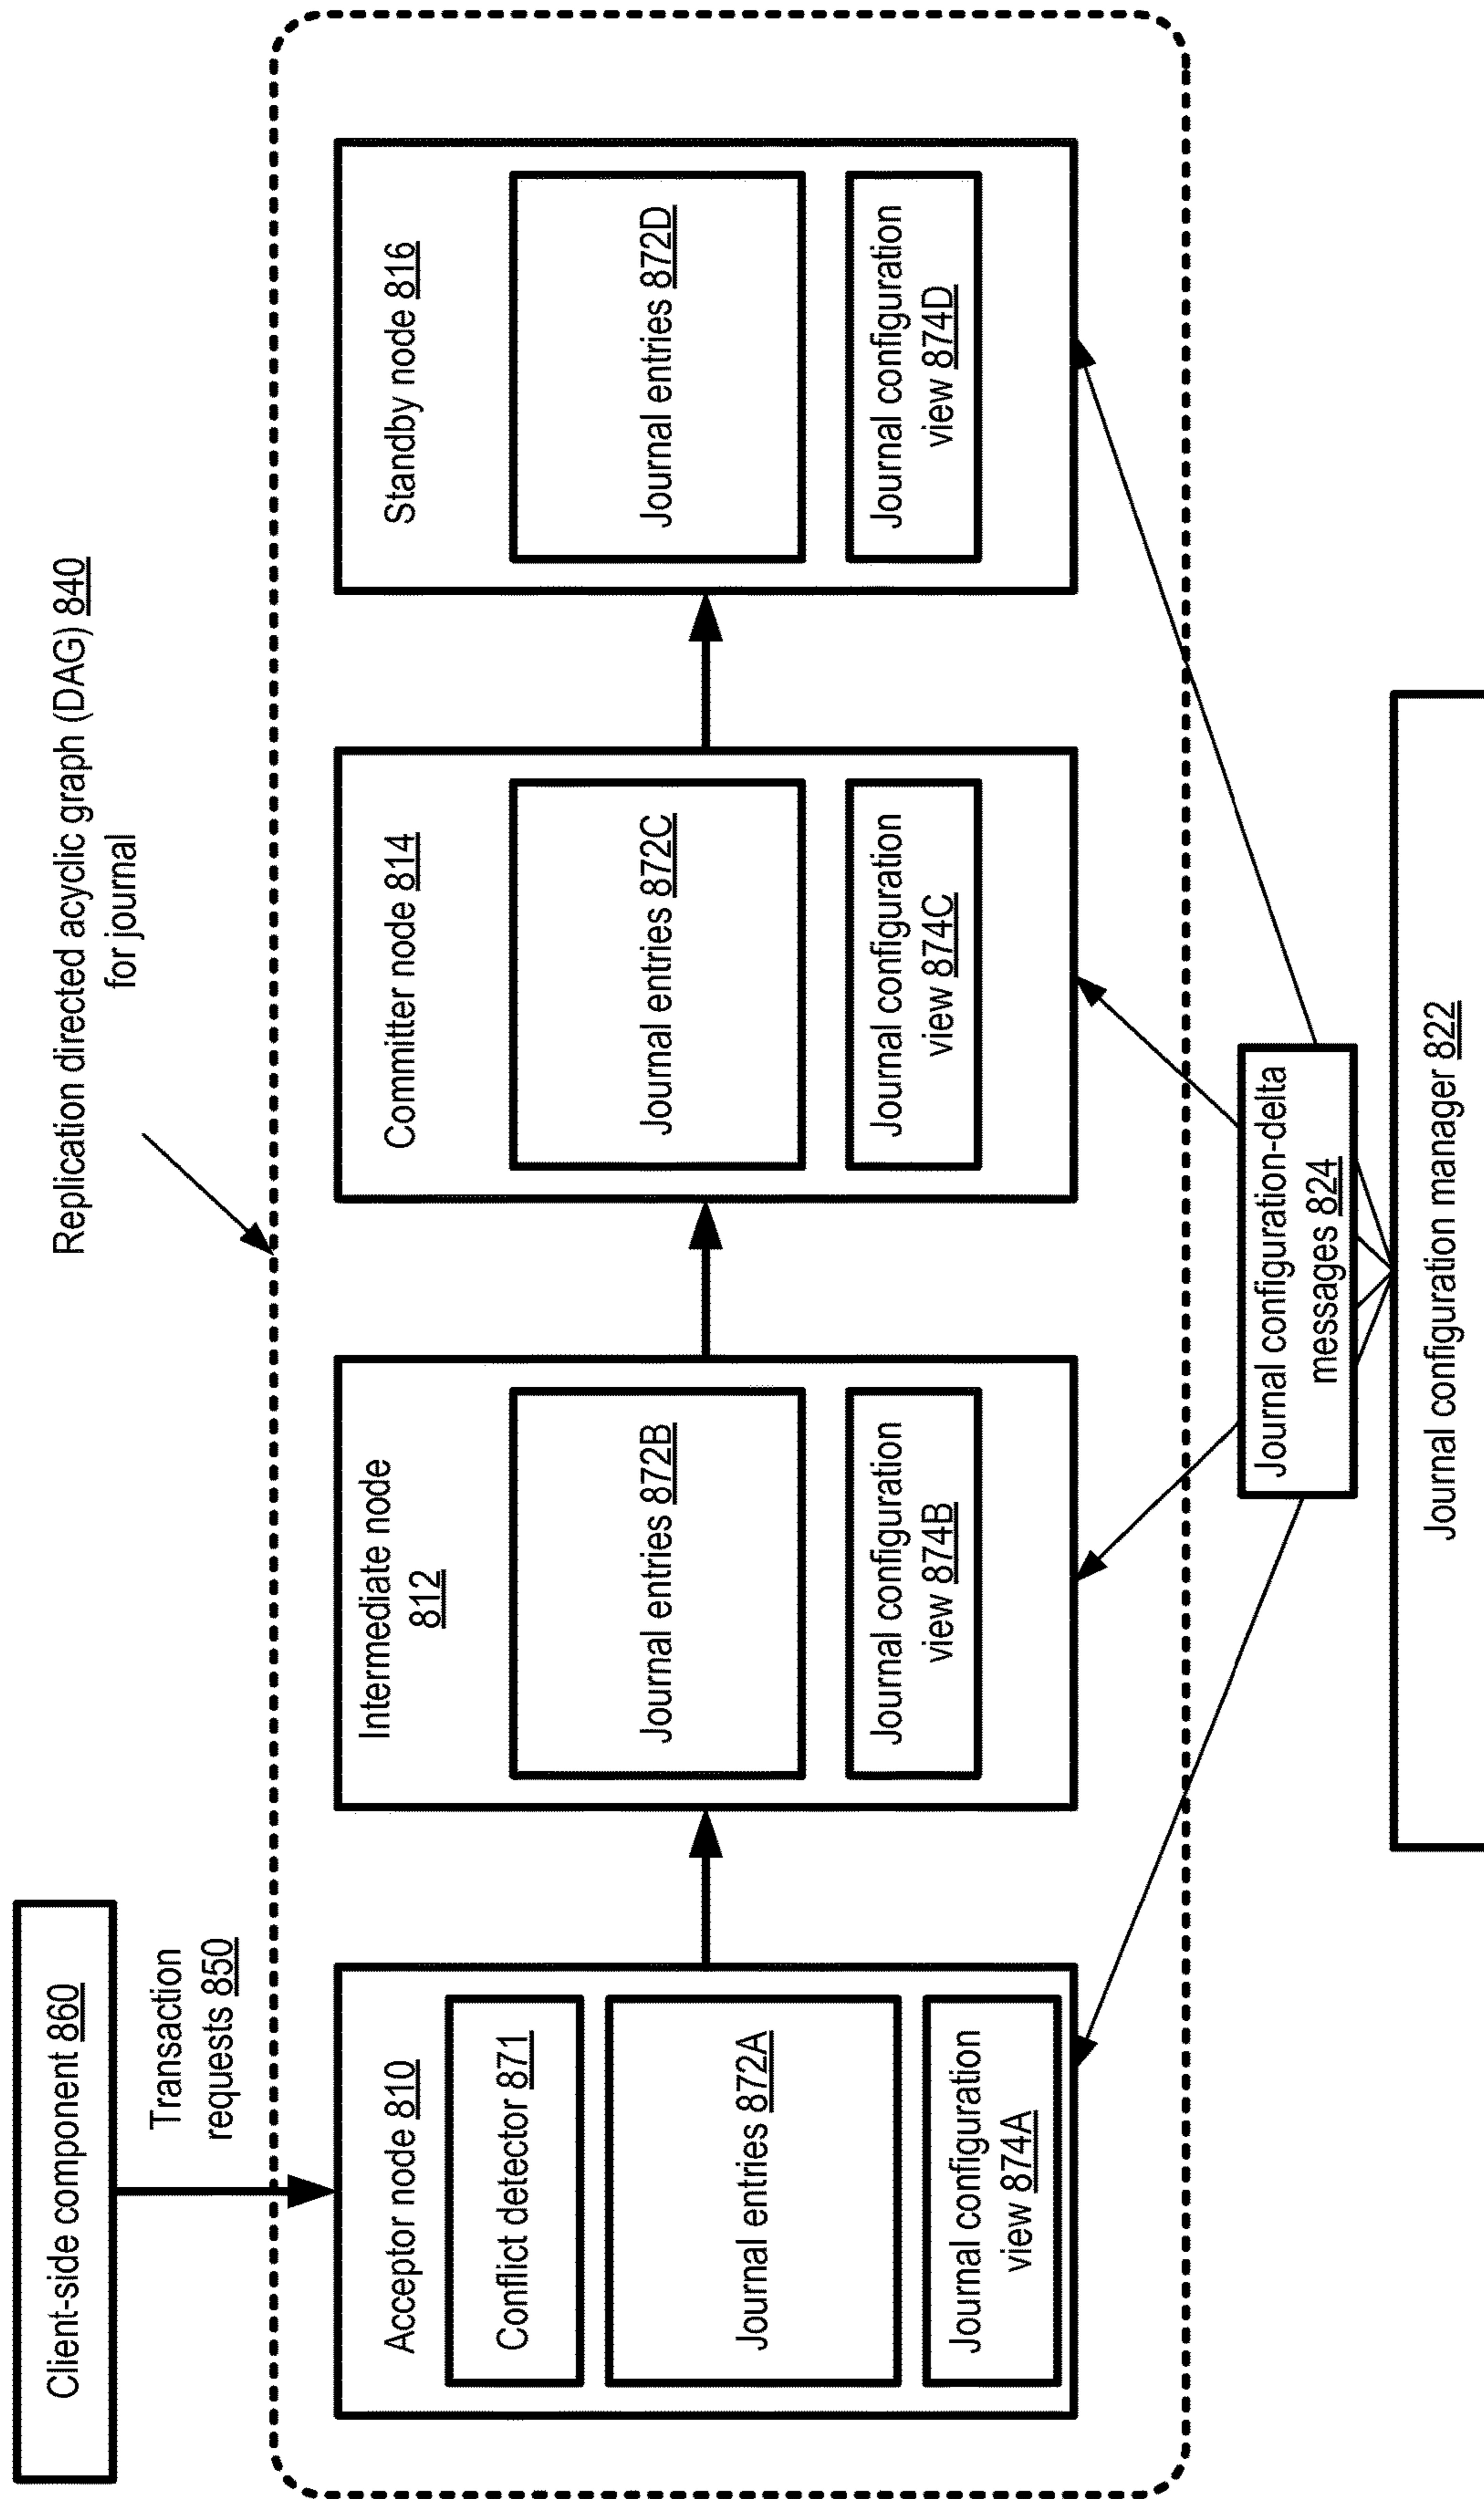 Replication directed acyclic graph (DAG) 840
for journal
Client-side component 860
Transaction
requests 850
Acceptor node 810
Conflict detector 871
Journal entries 872A
Journal configuration
view 874A
Intermediate node
812
Journal entries 872B
Journal configuration
view 874B
Committer node 814
Journal entries 872C
Journal configuration
view 874C
Standby node 816
Journal entries 872D
Journal configuration
view 874D
Journal configuration-delta
messages 824
Journal configuration manager 822